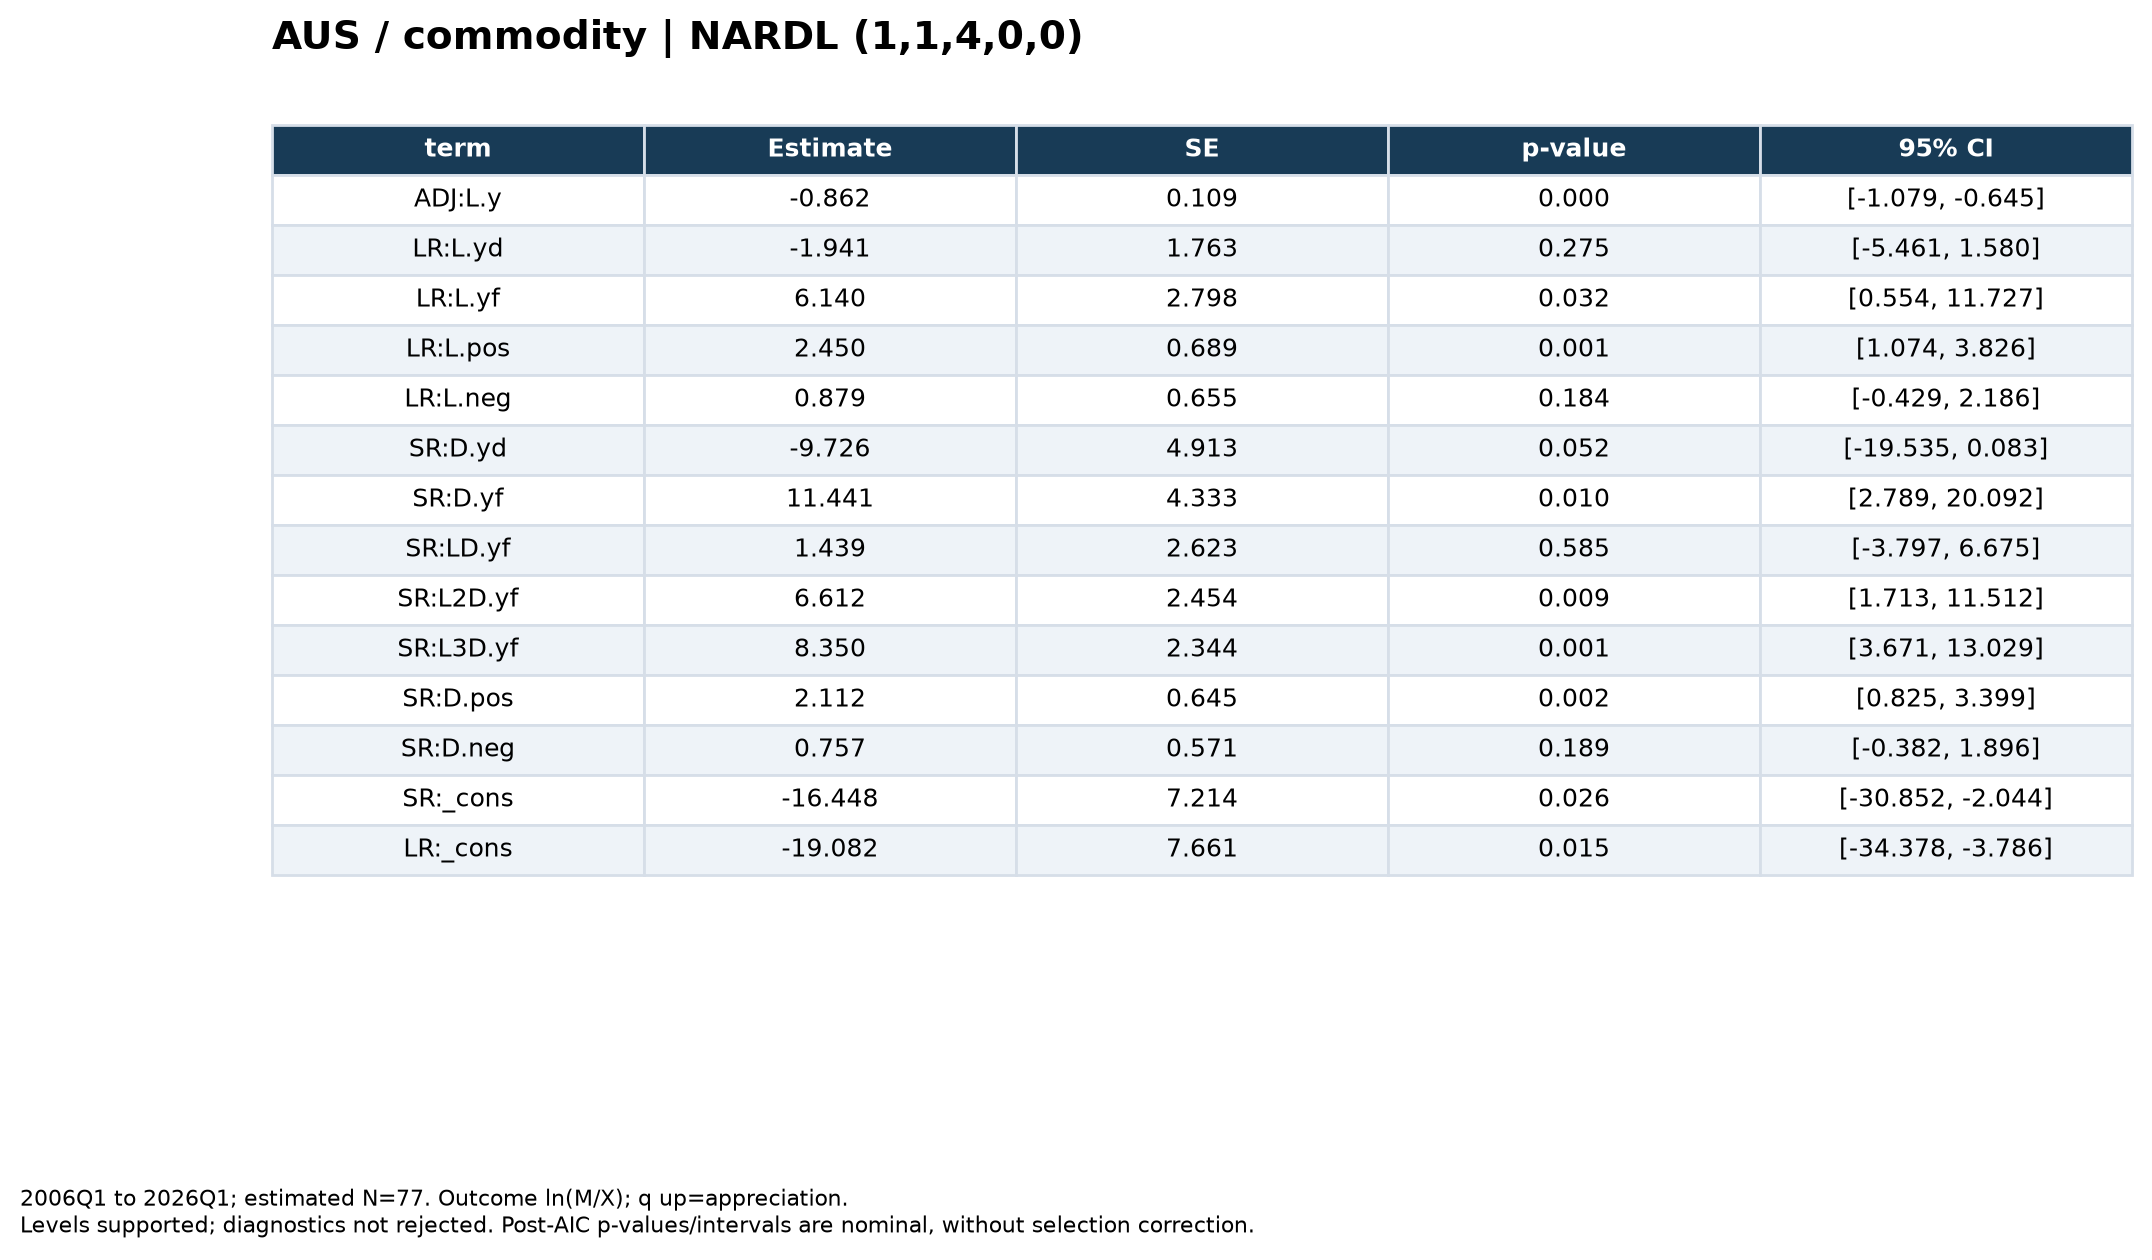 AUS / commodity | NARDL (1,1,4,0,0)
term Estimate SE p-value 95% CI
ADJ:L.y -0.862 0.109 0.000 [-1.079, -0.645]
LR:L.yd -1.941 1.763 0.275 [-5.461, 1.580]
LR:L.yf 6.140 2.798 0.032 [0.554, 11.727]
LR:L.pos 2.450 0.689 0.001 [1.074, 3.826]
LR:L.neg 0.879 0.655 0.184 [-0.429, 2.186]
SR:D.yd -9.726 4.913 0.052 [-19.535, 0.083]
SR:D.yf 11.441 4.333 0.010 [2.789, 20.092]
SR:LD.yf 1.439 2.623 0.585 [-3.797, 6.675]
SR:L2D.yf 6.612 2.454 0.009 [1.713, 11.512]
SR:L3D.yf 8.350 2.344 0.001 [3.671, 13.029]
SR:D.pos 2.112 0.645 0.002 [0.825, 3.399]
SR:D.neg 0.757 0.571 0.189 [-0.382, 1.896]
SR:_cons -16.448 7.214 0.026 [-30.852, -2.044]
LR:_cons -19.082 7.661 0.015 [-34.378, -3.786]
2006Q1 to 2026Q1; estimated N=77. Outcome ln(M/X); q up=appreciation.
Levels supported; diagnostics not rejected. Post-AIC p-values/intervals are nominal, without selection correction.